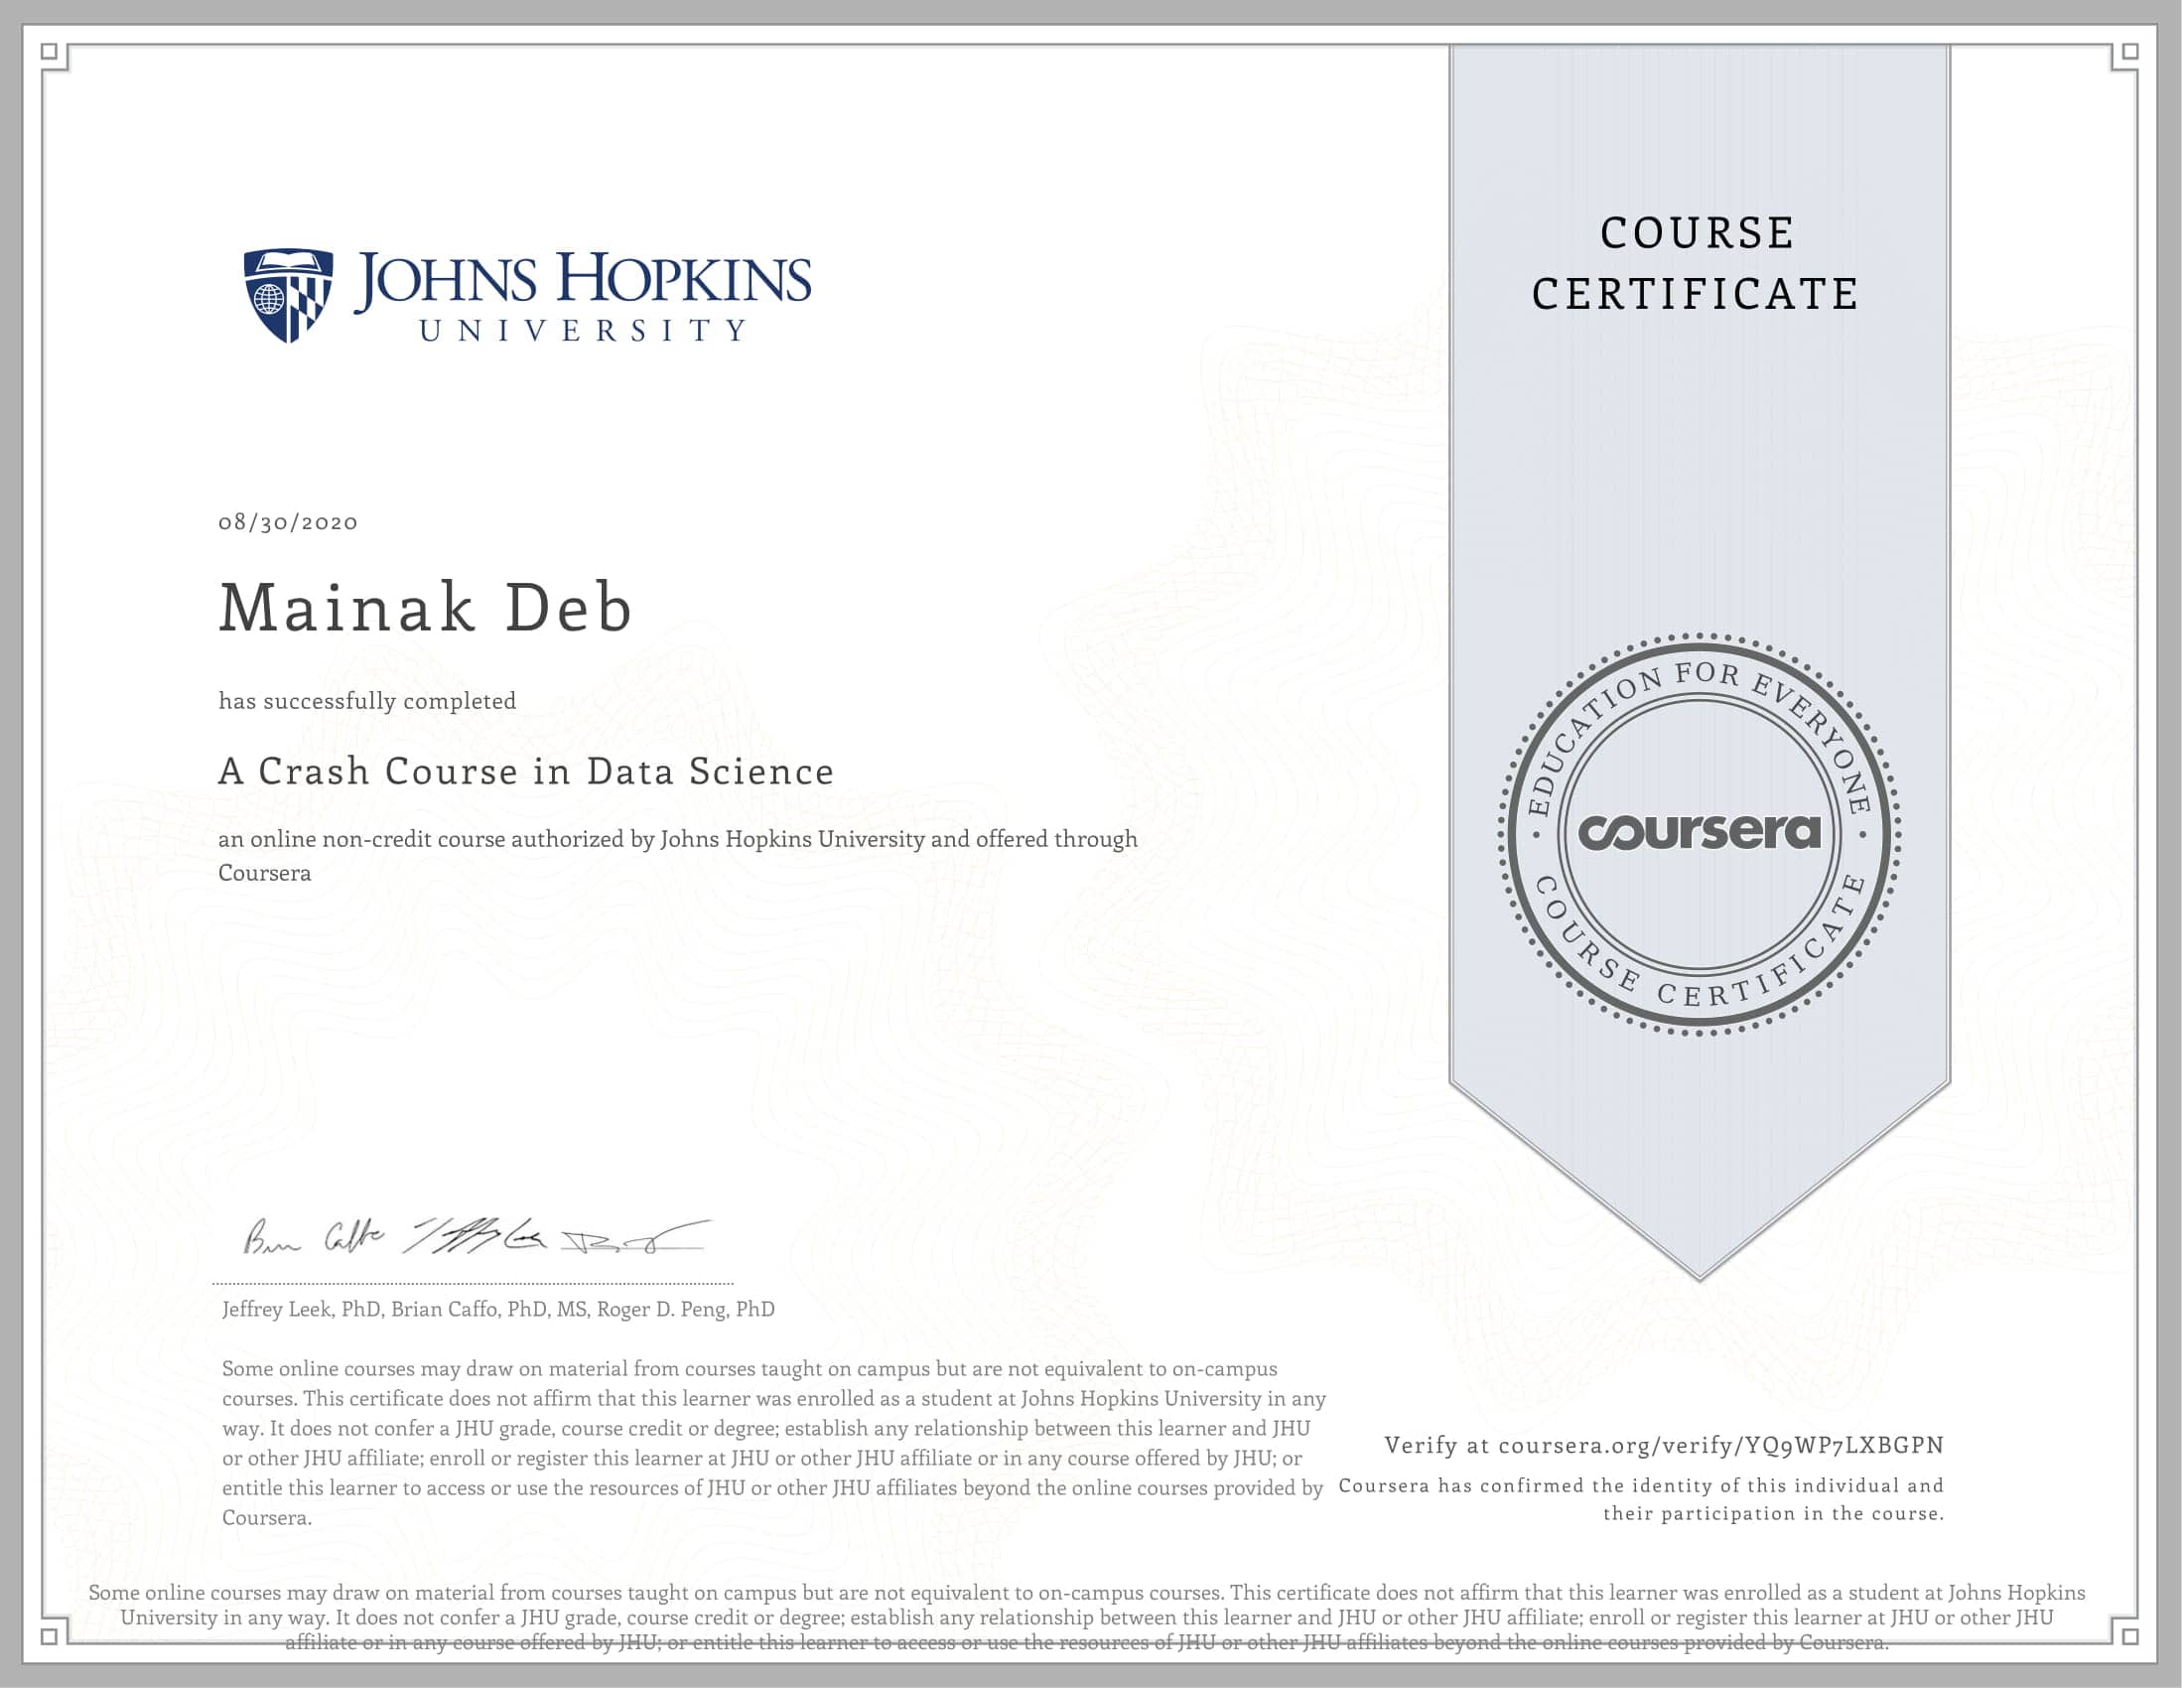 JOHNS HOPKINS
UNIVERSITY
COURSE
CERTIFICATE
08/30/2020
Mainak Deb
has successfully completed
A Crash Course in Data Science
an online non-credit course authorized by Johns Hopkins University and offered through
Coursera
EDUCATION FOR EVERYONE
coursera
COURSE CERTIFICATE
Jeffrey Leek, PhD, Brian Caffo, PhD, MS, Roger D. Peng, PhD
Some online courses may draw on material from courses taught on campus but are not equivalent to on-campus
courses. This certificate does not affirm that this learner was enrolled as a student at Johns Hopkins University in any
way. It does not confer a JHU grade, course credit or degree; establish any relationship between this learner and JHU
or other JHU affiliate; enroll or register this learner at JHU or other JHU affiliate or in any course offered by JHU; or
entitle this learner to access or use the resources of JHU or other JHU affiliates beyond the online courses provided by
Coursera.
Verify at coursera.org/verify/YQ9WP7LXBGPN
Coursera has confirmed the identity of this individual and
their participation in the course.
Some online courses may draw on material from courses taught on campus but are not equivalent to on-campus courses. This certificate does not affirm that this learner was enrolled as a student at Johns Hopkins
University in any way. It does not confer a JHU grade, course credit or degree; establish any relationship between this learner and JHU or other JHU affiliate; enroll or register this learner at JHU or other JHU
affiliate or in any course offered by JHU; or entitle this learner to access or use the resources of JHU or other JHU affiliates beyond the online courses provided by Coursera.